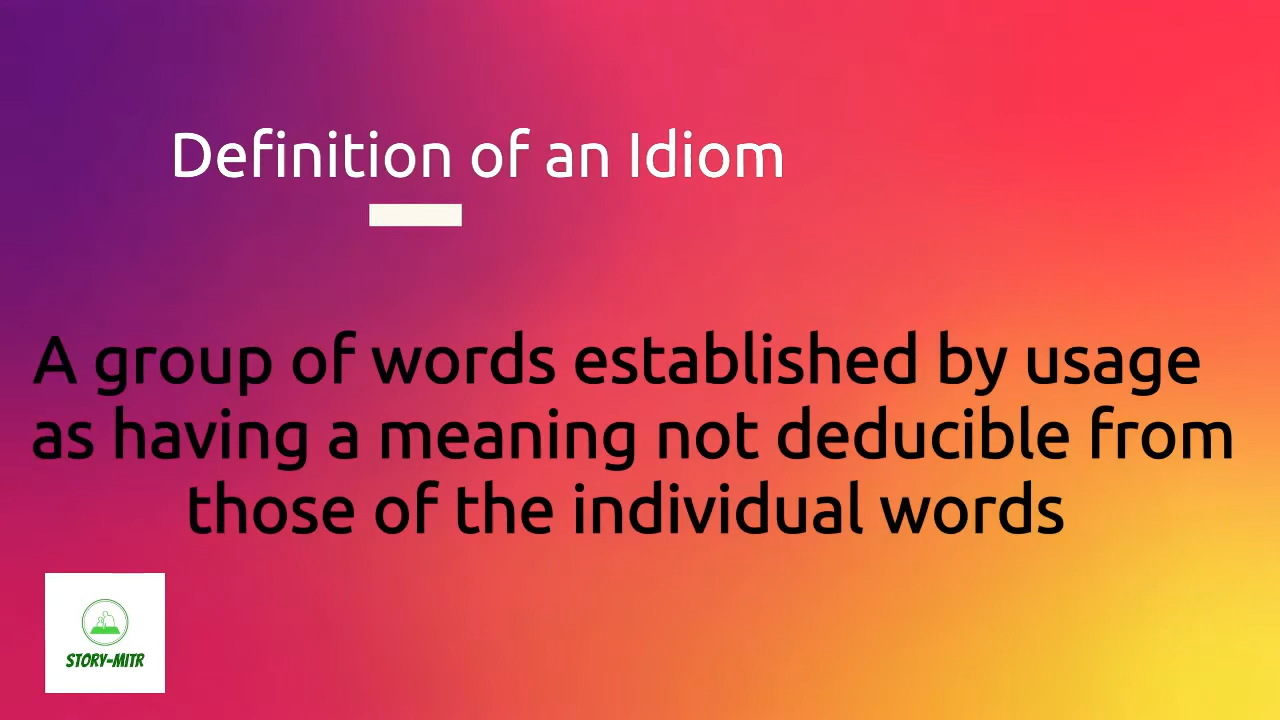 Definition of an Idiom
A group of words established by usage
as having a meaning not deducible from
those of the individual words
STORY-MITR